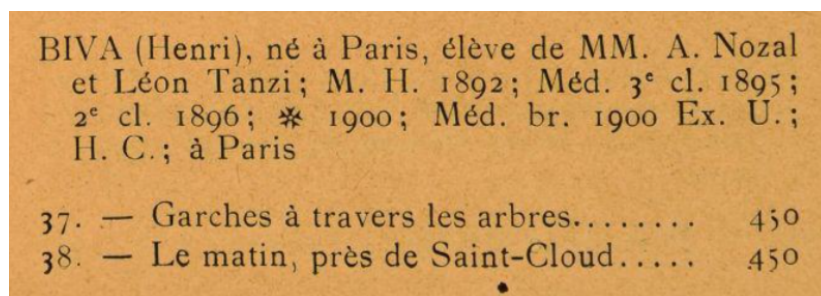 BIVA (Henri), né à Paris, élève de MM. A. Nozal
et Léon Tanzi; M. H. 1892; Méd. 3e cl. 1895;
2e cl. 1896; ✠ 1900; Méd. br. 1900 Ex. U.;
H. C.; à Paris
37. — Garches à travers les arbres........ 450
38. — Le matin, près de Saint-Cloud..... 450